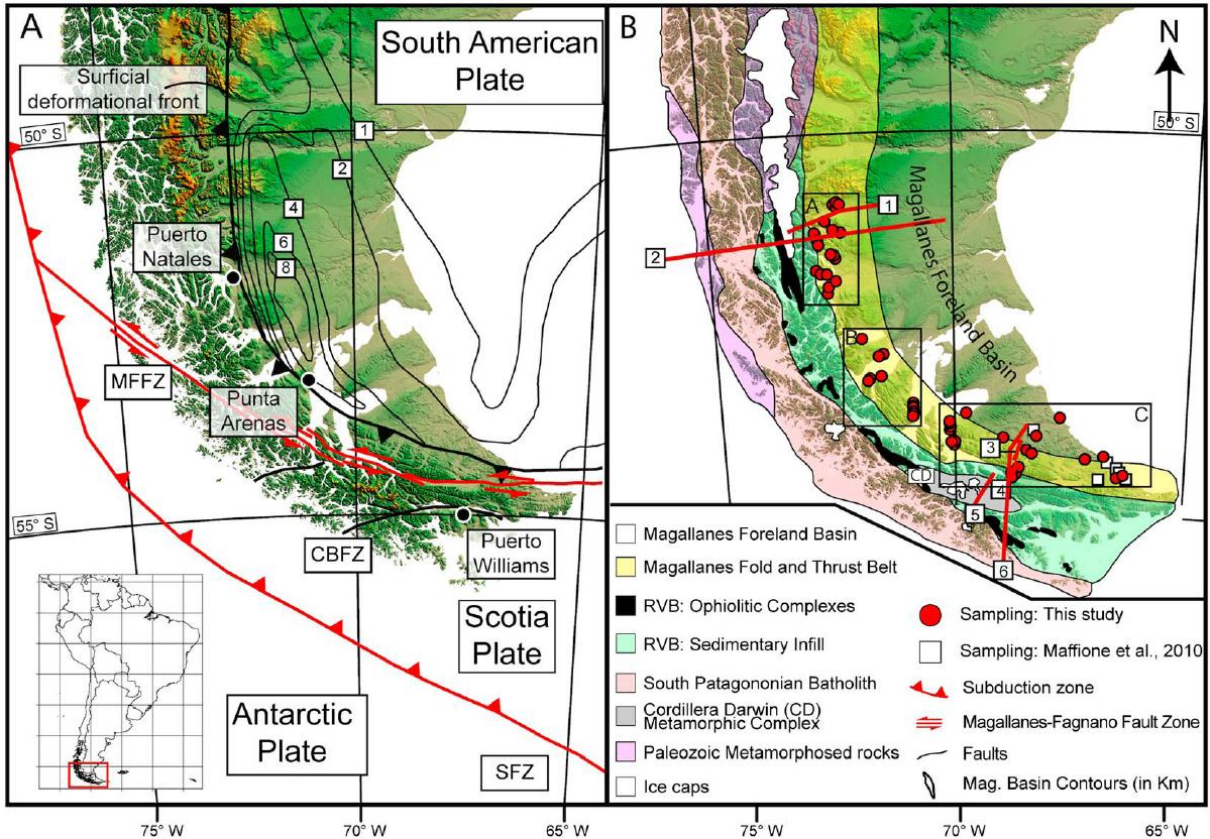 A
South American
Plate
Surficial
deformational front
50° S
1
2
4
6
8
Puerto
Natales
MFFZ
Punta
Arenas
55° S
CBFZ
Puerto
Williams
Scotia
Plate
Antarctic
Plate
SFZ
75° W
70° W
65° W
B
N
50° S
A
1
2
Magallanes Foreland Basin
B
C
3
CD
4
5
6
Magallanes Foreland Basin
Magallanes Fold and Thrust Belt
RVB: Ophiolitic Complexes
RVB: Sedimentary Infill
South Patagononian Batholith
Cordillera Darwin (CD)
Metamorphic Complex
Paleozoic Metamorphosed rocks
Ice caps
Sampling: This study
Sampling: Maffione et al., 2010
Subduction zone
Magallanes-Fagnano Fault Zone
Faults
Mag. Basin Contours (in Km)
75° W
70° W
65° W